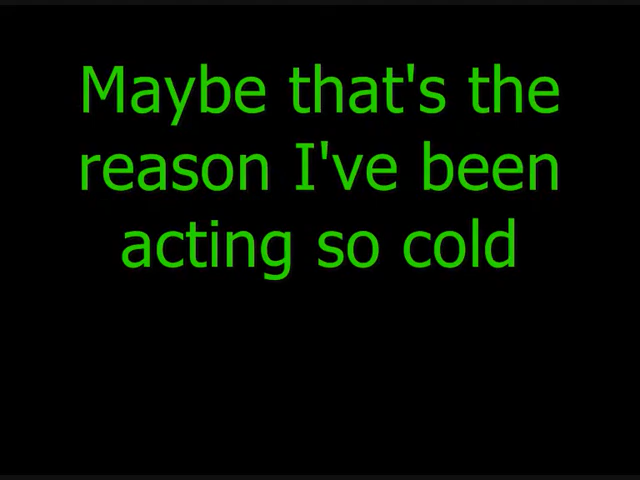 Maybe that's the
reason I've been
acting so cold